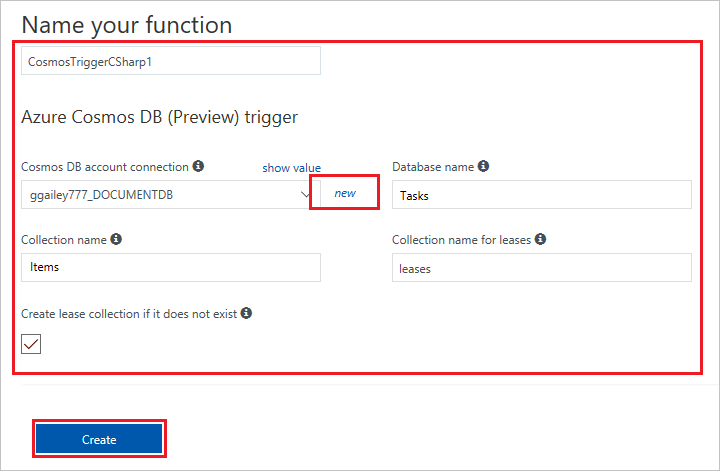 Name your function
CosmosTriggerCSharp1
Azure Cosmos DB (Preview) trigger
Cosmos DB account connection show value Database name
ggailey777_DOCUMENTDB new Tasks
Collection name Collection name for leases
Items leases
Create lease collection if it does not exist
Create